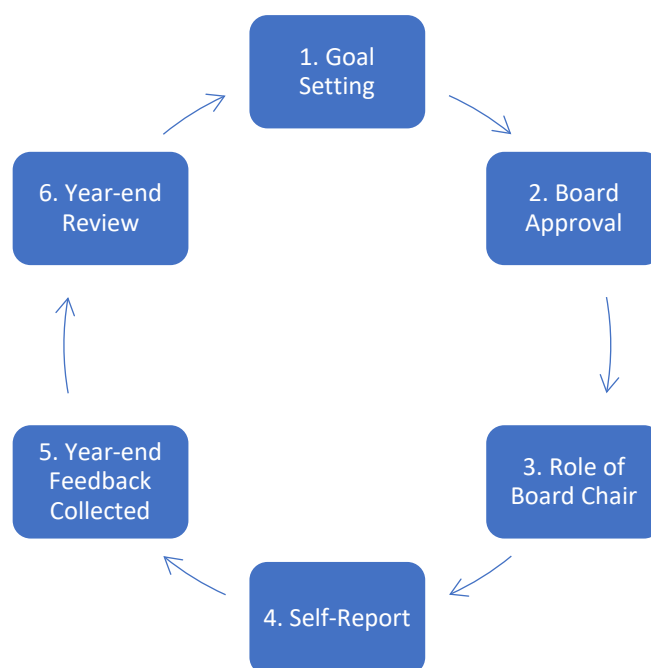 1. Goal
Setting
2. Board
Approval
3. Role of
Board Chair
4. Self-Report
5. Year-end
Feedback
Collected
6. Year-end
Review